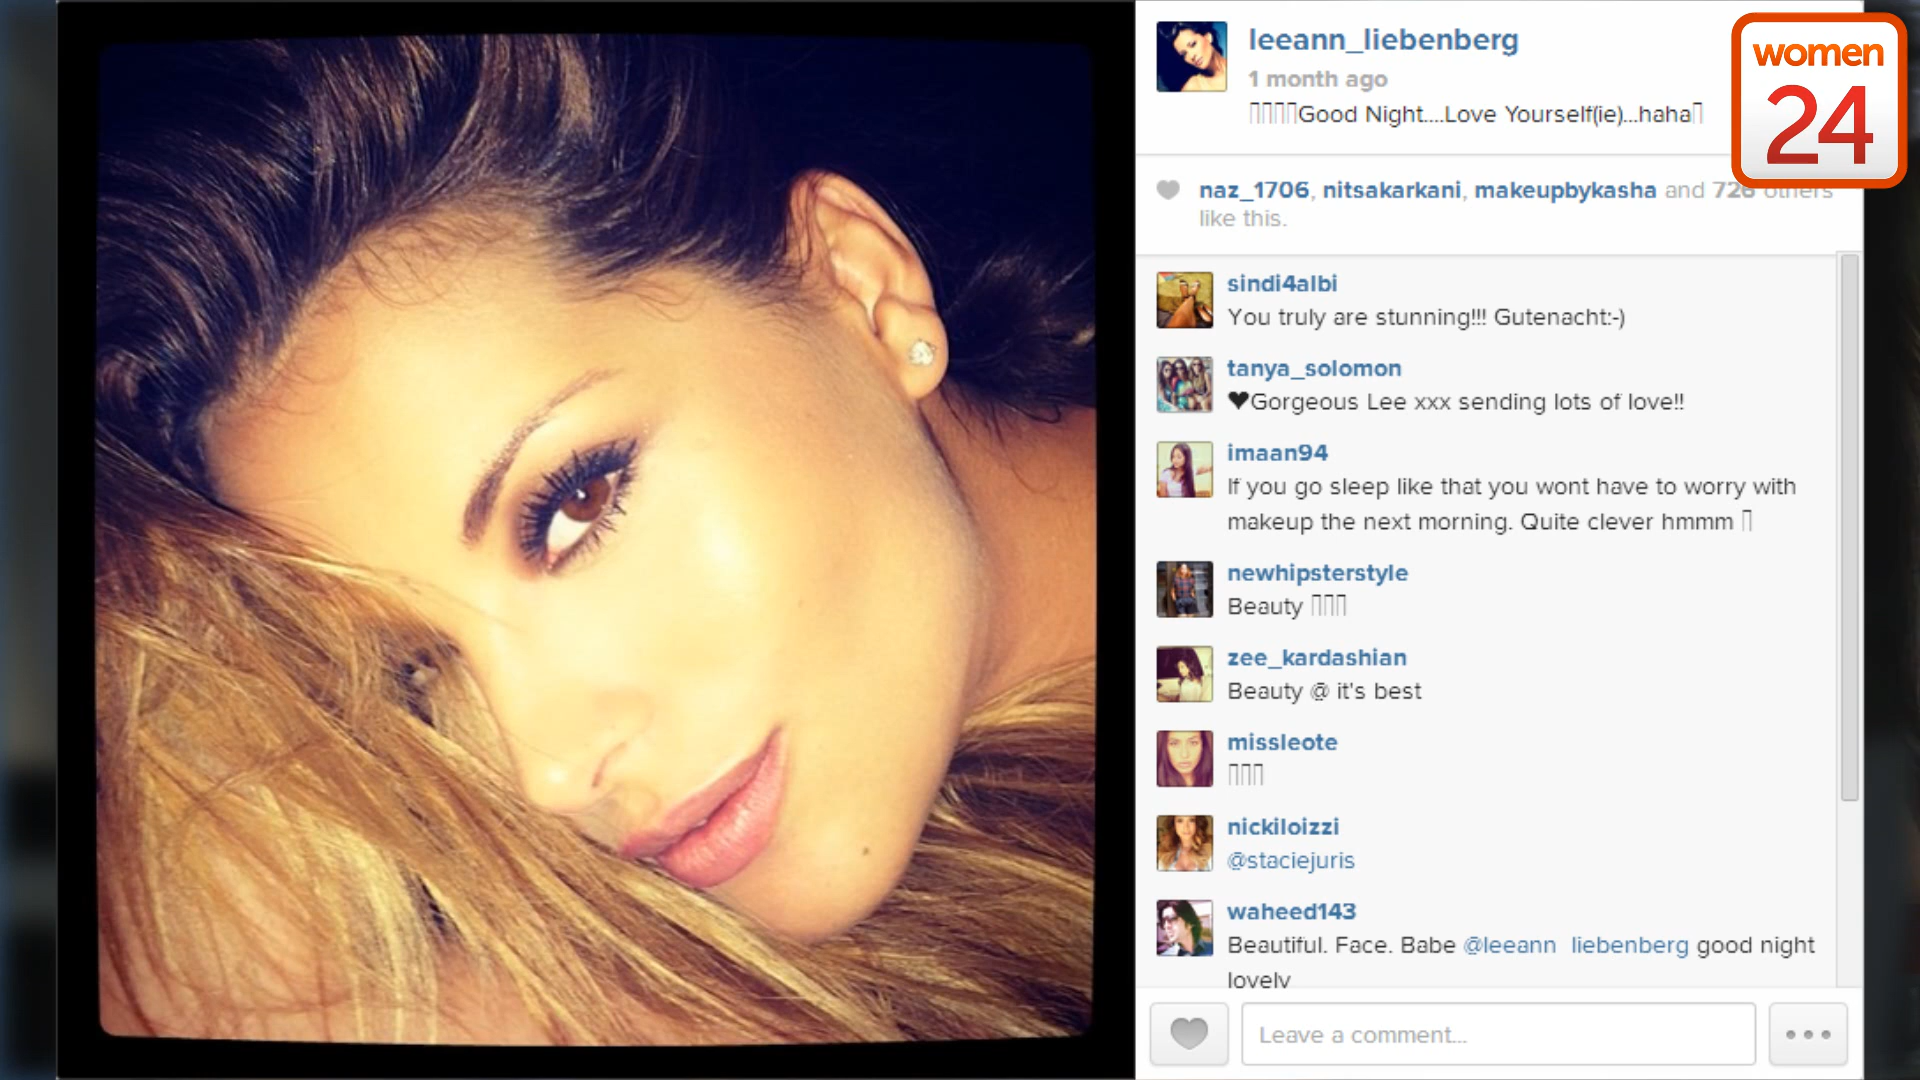 leeann_liebenberg
1 month ago
Good Night....Love Yourself(ie)...haha
women
24
naz_1706, nitsakarkani, makeupbykasha and 726 others
like this.
sindi4albi
You truly are stunning!!! Gutenacht:-)
tanya_solomon
♥Gorgeous Lee xxx sending lots of love!!
imaan94
If you go sleep like that you wont have to worry with
makeup the next morning. Quite clever hmmm
newhipsterstyle
Beauty
zee_kardashian
Beauty @ it's best
missleote
nickiloizzi
@staciejuris
waheed143
Beautiful. Face. Babe @leeann_liebenberg good night
lovely
Leave a comment...